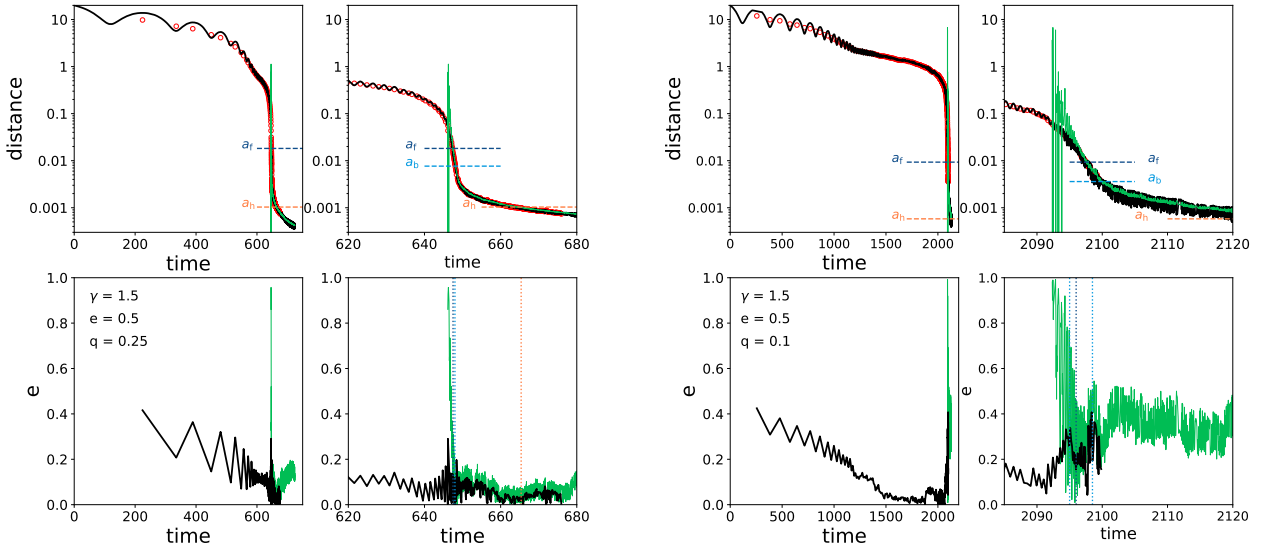 distance
10
1
0.1
0.01
0.001
a_f
a_h
0 200 400 600
time
10
1
0.1
0.01
0.001
a_f
a_b
a_h
620 640 660 680
time
distance
10
1
0.1
0.01
0.001
a_f
a_h
0 500 1000 1500 2000
time
10
1
0.1
0.01
0.001
a_f
a_b
a_h
2090 2100 2110 2120
time
e
1.0
0.8
0.6
0.4
0.2
0.0
γ = 1.5
e = 0.5
q = 0.25
0 200 400 600
time
1.0
0.8
0.6
0.4
0.2
0.0
620 640 660 680
time
e
1.0
0.8
0.6
0.4
0.2
0.0
γ = 1.5
e = 0.5
q = 0.1
0 500 1000 1500 2000
time
e
1.0
0.8
0.6
0.4
0.2
0.0
2090 2100 2110 2120
time